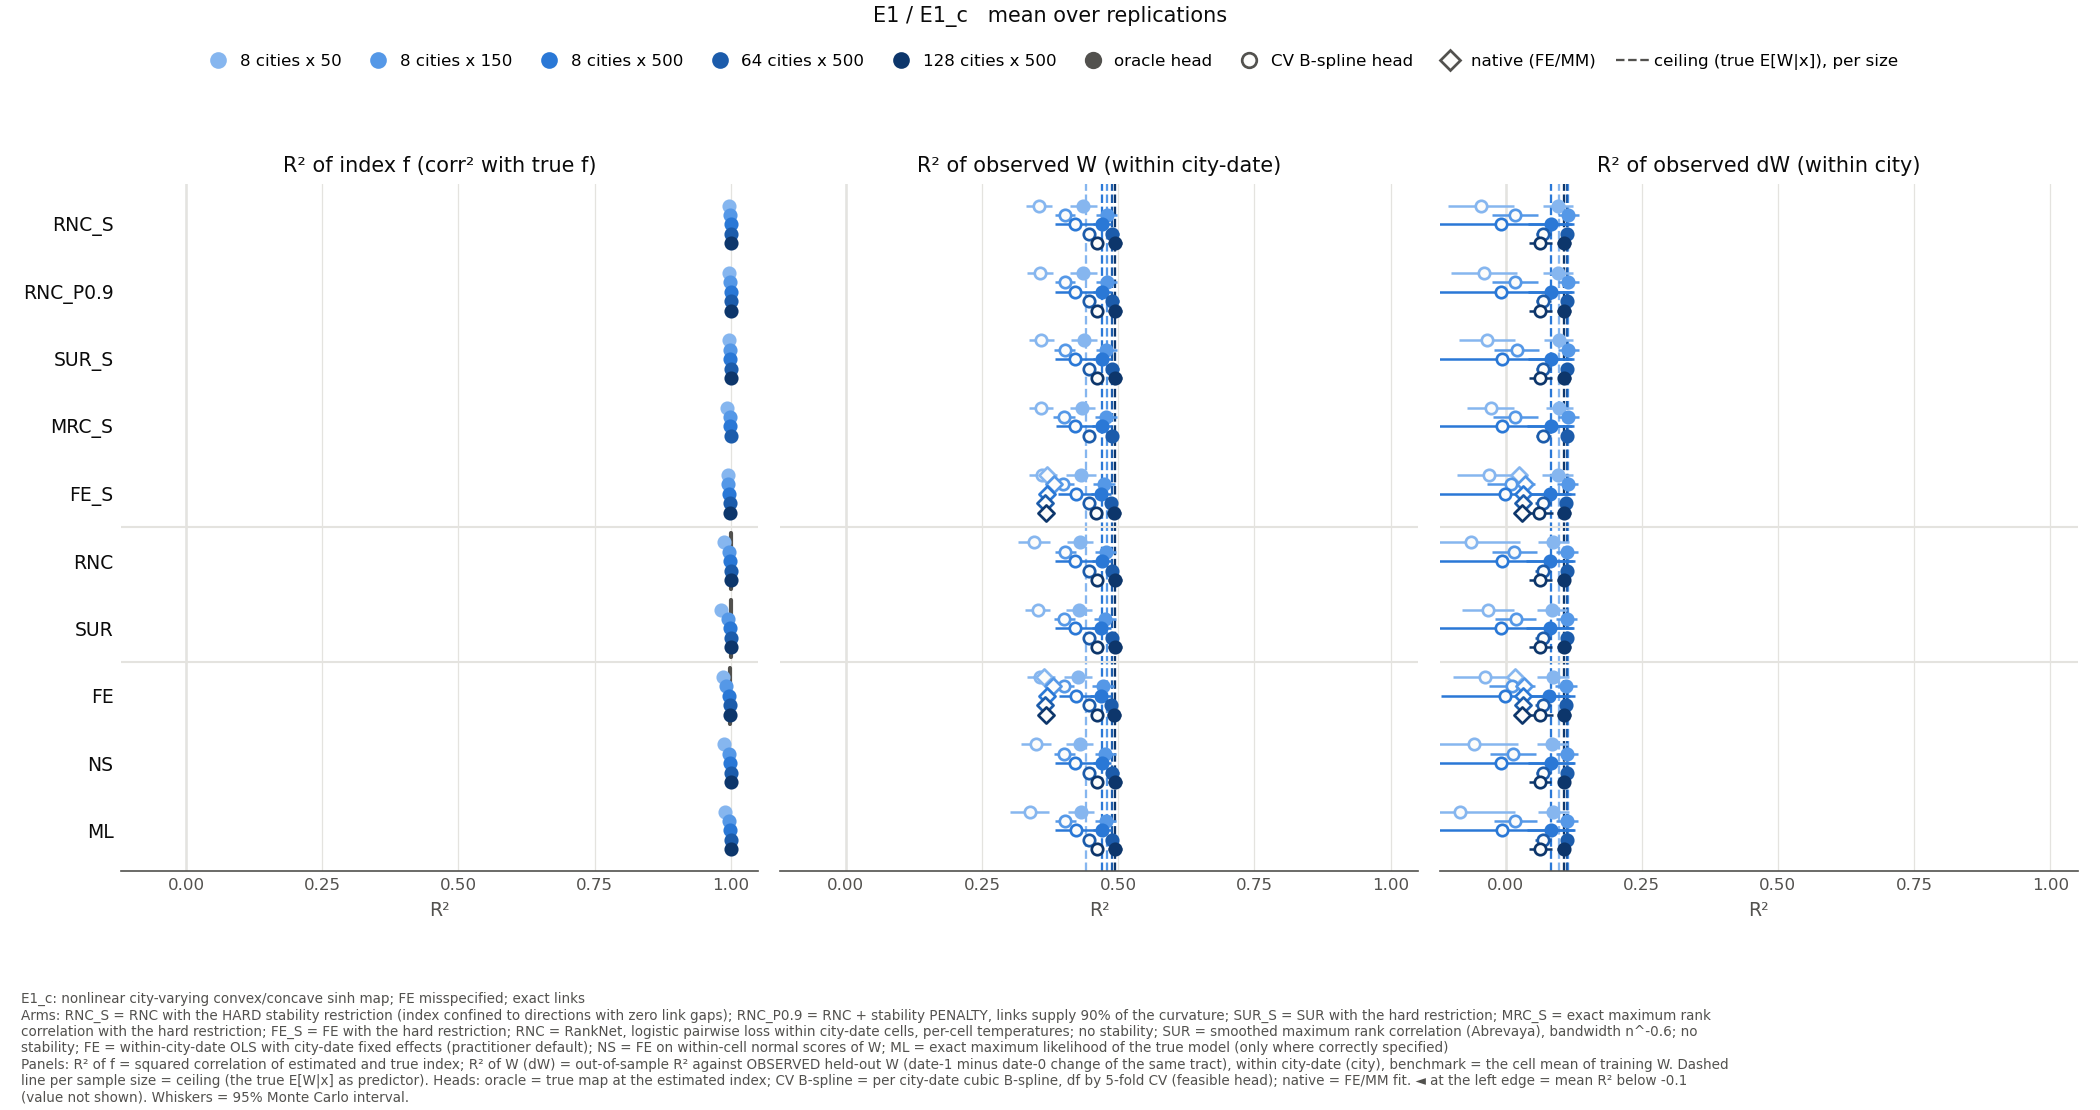 E1 / E1_c   mean over replications
8 cities x 50   8 cities x 150   8 cities x 500   64 cities x 500   128 cities x 500   oracle head   CV B-spline head   native (FE/MM)   ceiling (true E[W|x]), per size
R² of index f (corr² with true f)   R² of observed W (within city-date)   R² of observed dW (within city)
RNC_S
RNC_P0.9
SUR_S
MRC_S
FE_S
RNC
SUR
FE
NS
ML
0.00   0.25   0.50   0.75   1.00   0.00   0.25   0.50   0.75   1.00   0.00   0.25   0.50   0.75   1.00
R²   R²   R²
E1_c: nonlinear city-varying convex/concave sinh map; FE misspecified; exact links
Arms: RNC_S = RNC with the HARD stability restriction (index confined to directions with zero link gaps); RNC_P0.9 = RNC + stability PENALTY, links supply 90% of the curvature; SUR_S = SUR with the hard restriction; MRC_S = exact maximum rank
correlation with the hard restriction; FE_S = FE with the hard restriction; RNC = RankNet, logistic pairwise loss within city-date cells, per-cell temperatures; no stability; SUR = smoothed maximum rank correlation (Abrevaya), bandwidth n^-0.6; no
stability; FE = within-city-date OLS with city-date fixed effects (practitioner default); NS = FE on within-cell normal scores of W; ML = exact maximum likelihood of the true model (only where correctly specified)
Panels: R² of f = squared correlation of estimated and true index; R² of W (dW) = out-of-sample R² against OBSERVED held-out W (date-1 minus date-0 change of the same tract), within city-date (city), benchmark = the cell mean of training W. Dashed
line per sample size = ceiling (the true E[W|x] as predictor). Heads: oracle = true map at the estimated index; CV B-spline = per city-date cubic B-spline, df by 5-fold CV (feasible head); native = FE/MM fit. ◄ at the left edge = mean R² below -0.1
(value not shown). Whiskers = 95% Monte Carlo interval.